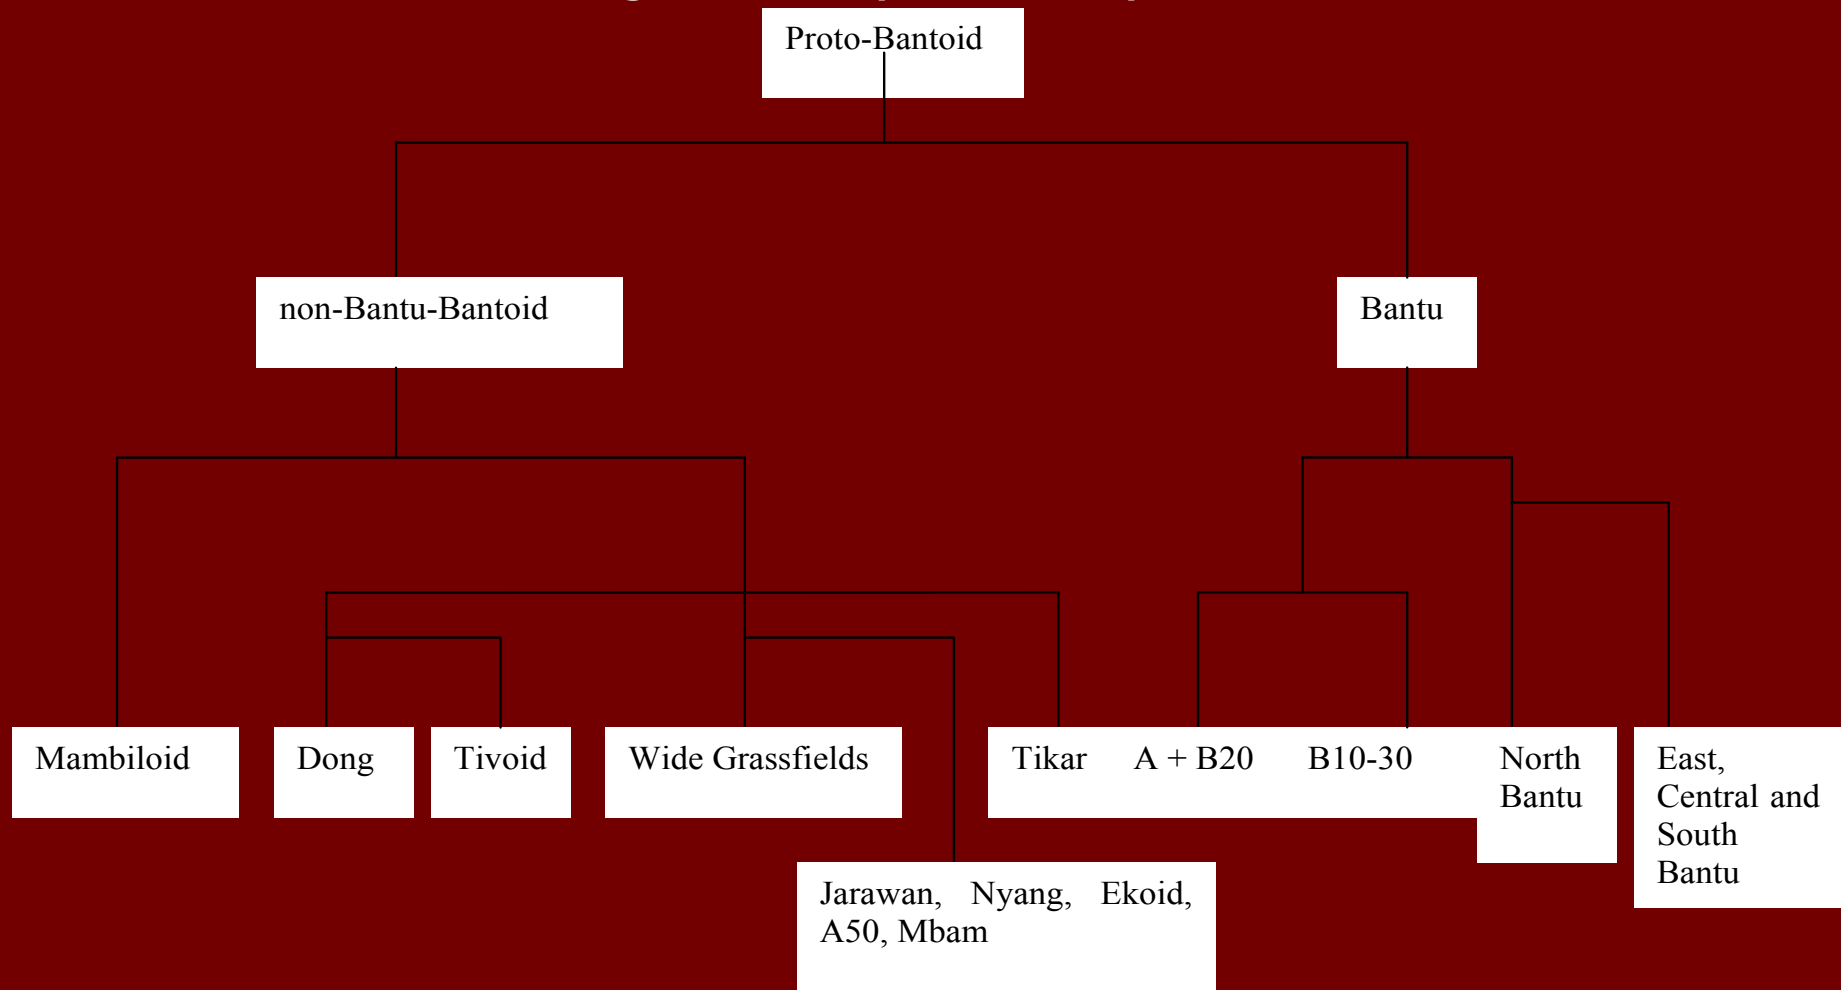 Proto-Bantoid
non-Bantu-Bantoid
Bantu
Mambiloid
Dong
Tivoid
Wide Grassfields
Tikar
A + B20
B10-30
North
Bantu
East,
Central and
South
Bantu
Jarawan, Nyang, Ekoid,
A50, Mbam